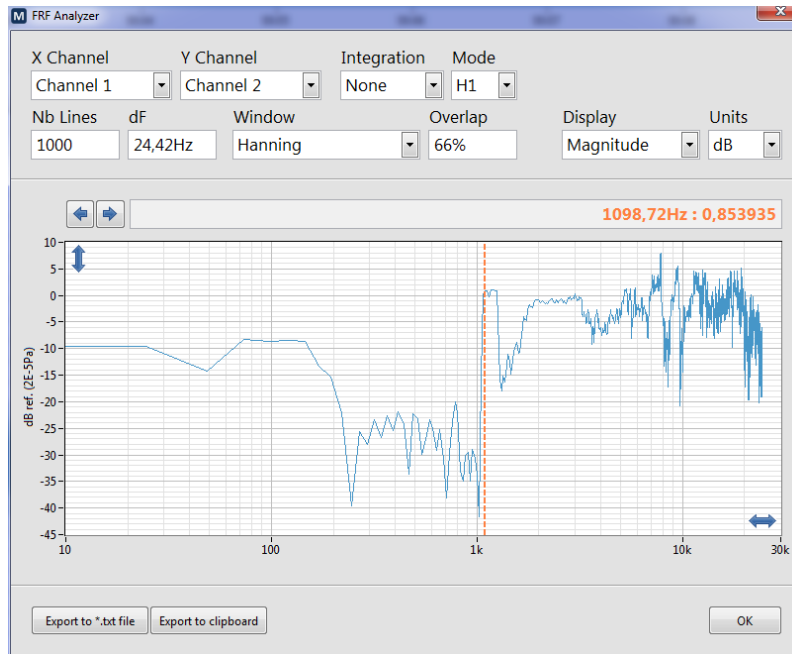 M FRF Analyzer
X Channel Y Channel Integration Mode
Channel 1 Channel 2 None H1
Nb Lines dF Window Overlap Display Units
1000 24,42Hz Hanning 66% Magnitude dB
1098,72Hz : 0,853935
10
5
0
-5
-10
-15
-20
-25
-30
-35
-40
-45
dB ref. (2E-5Pa)
10 100 1k 10k 30k
Export to *.txt file Export to clipboard OK